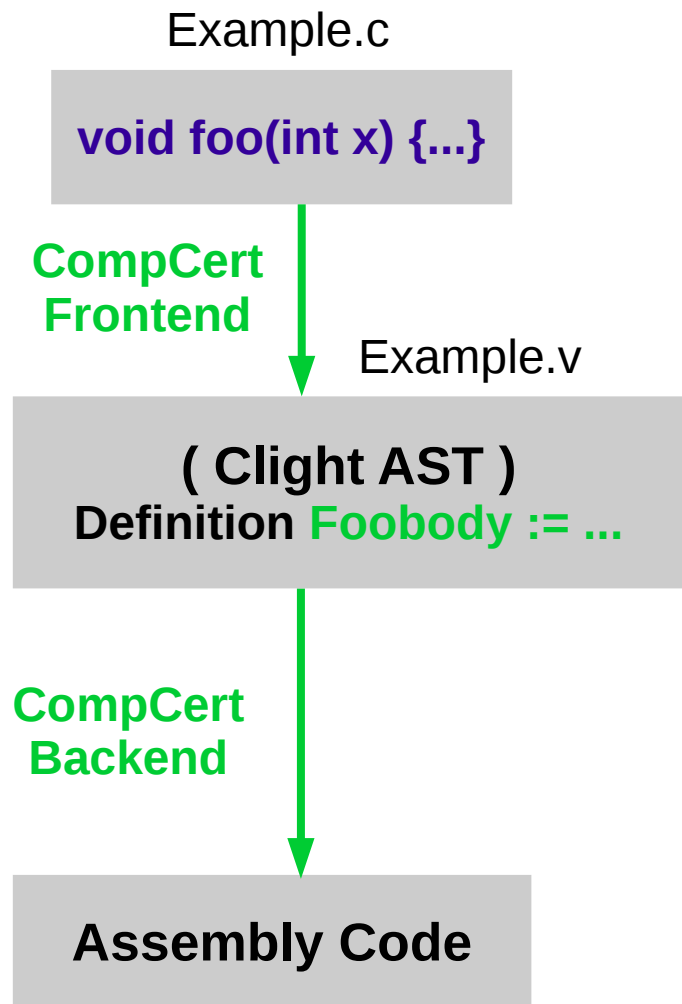 Example.c
void foo(int x) {...}
CompCert
Frontend
Example.v
( Clight AST )
Definition Foobody := ...
CompCert
Backend
Assembly Code